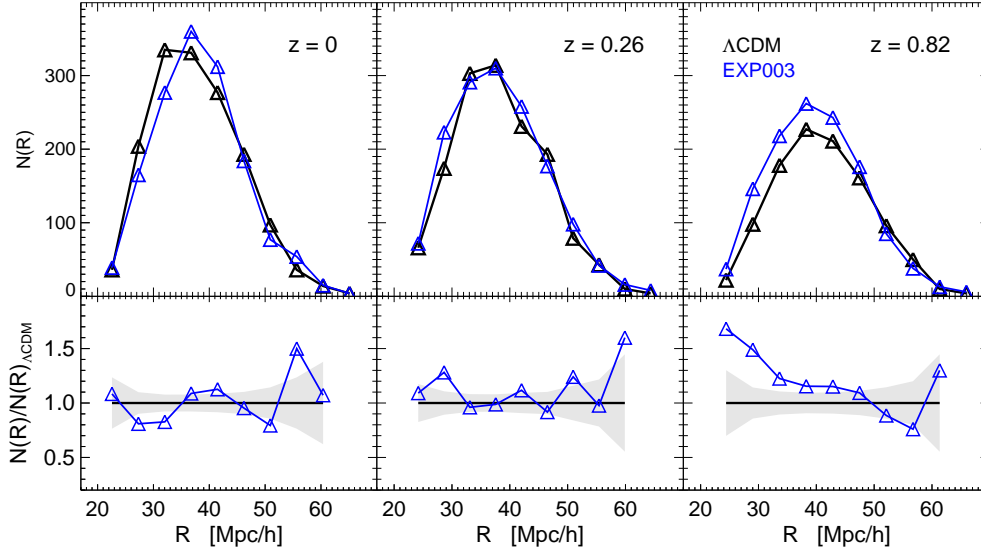 z = 0
z = 0.26
ΛCDM
z = 0.82
EXP003
N(R)
300
200
100
0
N(R)/N(R)ΛCDM
1.5
1.0
0.5
20 30 40 50 60
20 30 40 50 60
20 30 40 50 60
R [Mpc/h]
R [Mpc/h]
R [Mpc/h]